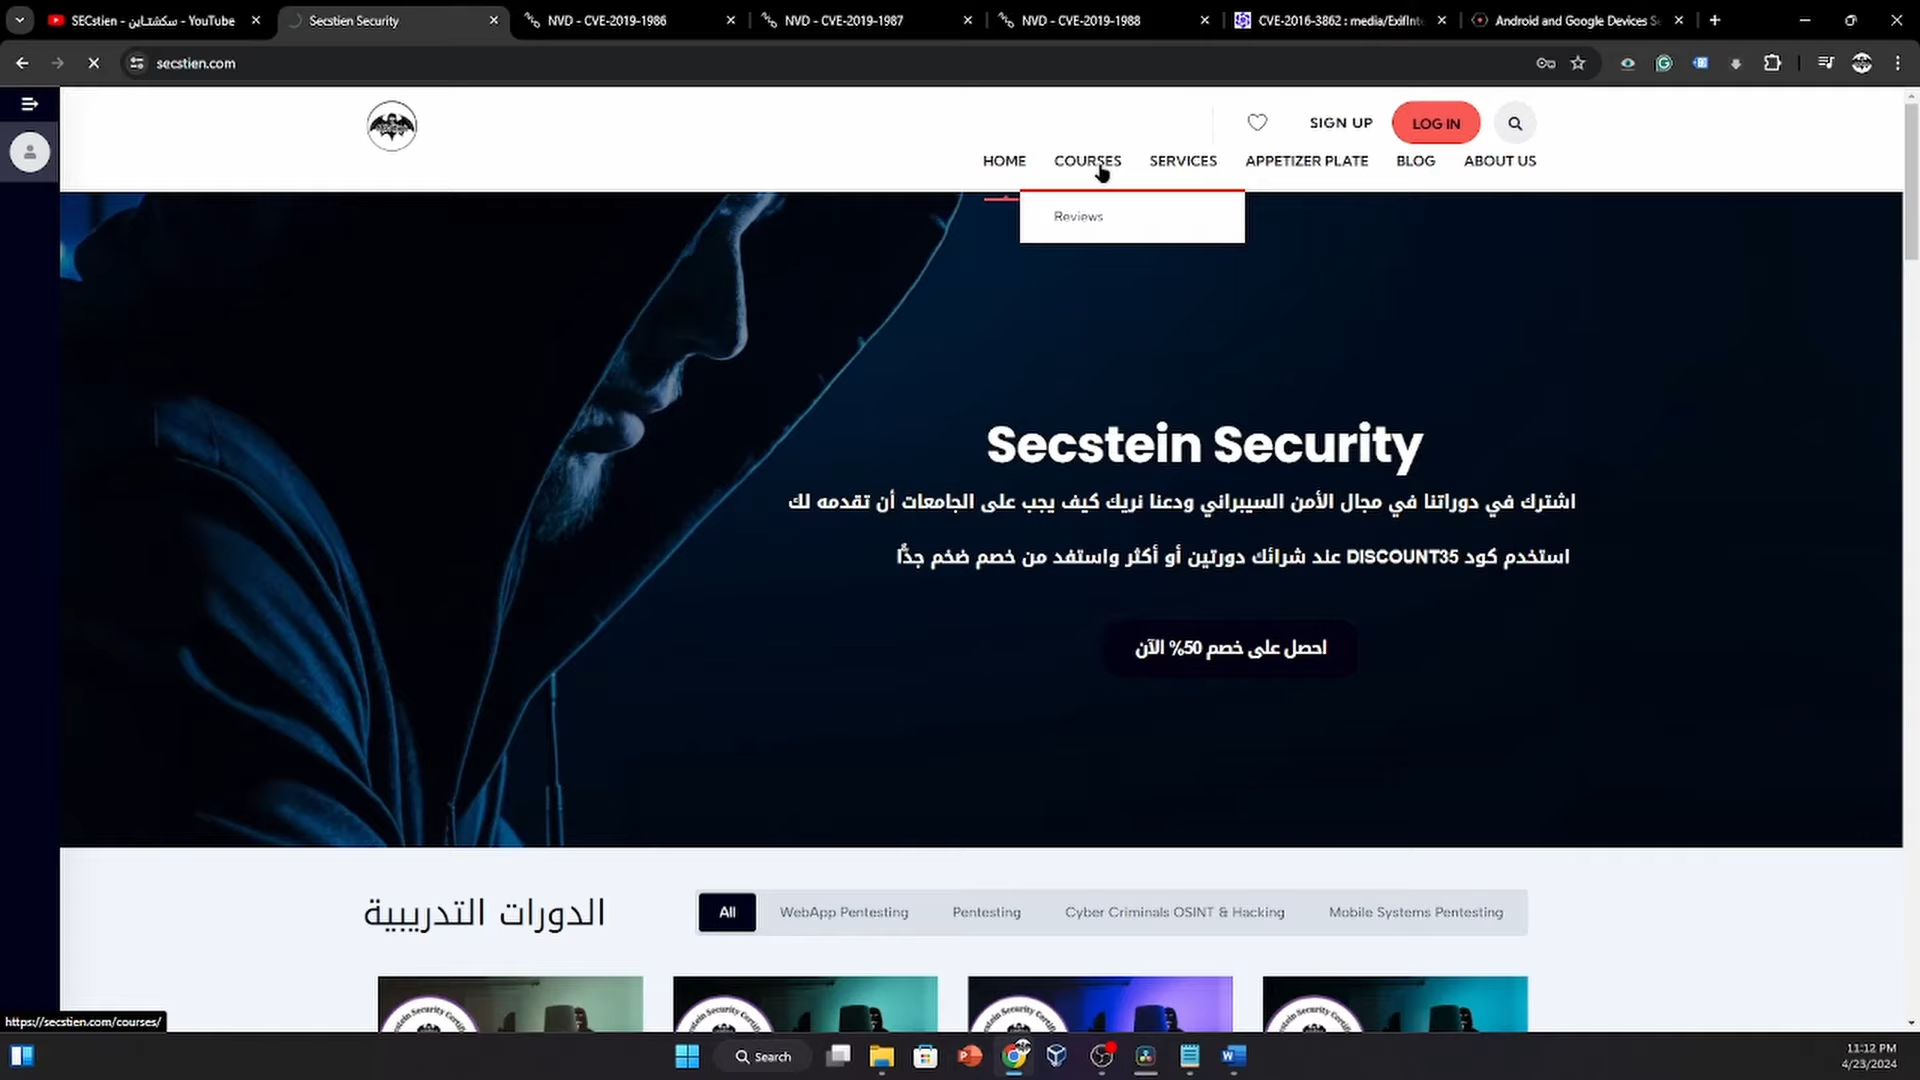 SECstien - سكشتاين - YouTube
Secstien Security
NVD - CVE-2019-1986
NVD - CVE-2019-1987
NVD - CVE-2019-1988
CVE-2016-3862 : media/ExifInt
Android and Google Devices S
secstien.com
SIGN UP
LOG IN
HOME
COURSES
SERVICES
APPETIZER PLATE
BLOG
ABOUT US
Reviews
Secstein Security
اشترك في دوراتنا في مجال الأمن السيبراني ودعنا نريك كيف يجب على الجامعات أن تقدمه لك
استخدم كود DISCOUNT35 عند شرائك دورتين أو أكثر واستفد من خصم ضخم جدًّا
احصل على خصم 50% الآن
الدورات التدريبية
All
WebApp Pentesting
Pentesting
Cyber Criminals OSINT & Hacking
Mobile Systems Pentesting
https://secstien.com/courses/
Search
11:12 PM
4/23/2024